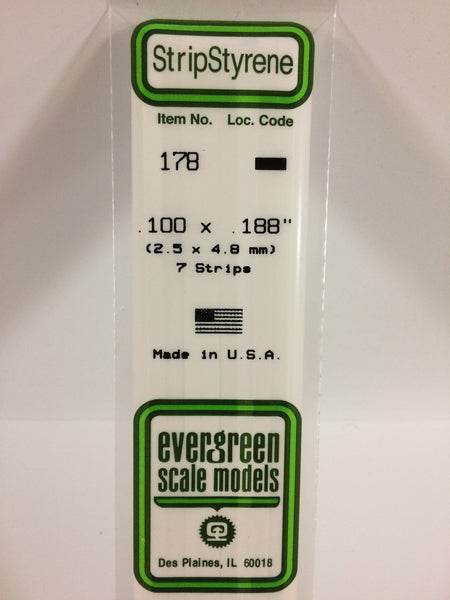 StripStyrene
Item No. Loc. Code
178
.100 x .188"
(2.5 x 4.8 mm)
7 Strips
Made in U.S.A.
evergreen
scale models
Des Plaines, IL 60018